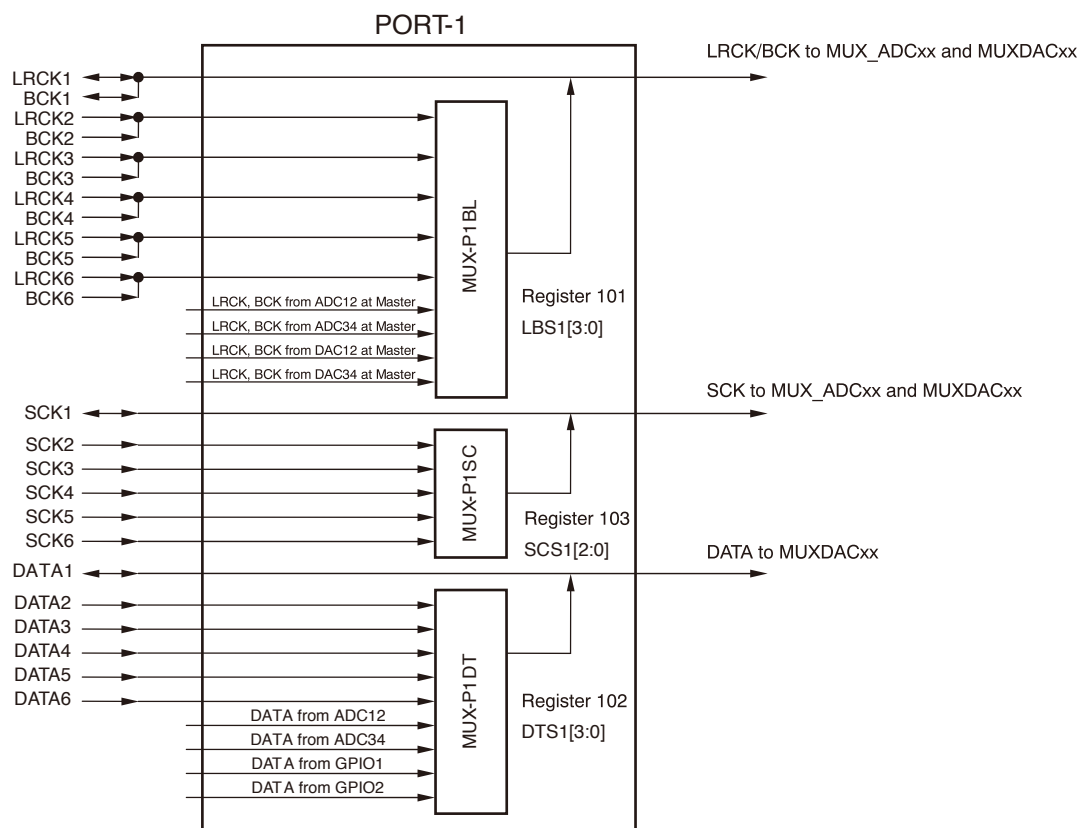 PORT-1
LRCK/BCK to MUX_ADCxx and MUXDACxx
LRCK1
BCK1
LRCK2
BCK2
LRCK3
BCK3
LRCK4
BCK4
LRCK5
BCK5
LRCK6
BCK6
LRCK, BCK from ADC12 at Master
LRCK, BCK from ADC34 at Master
LRCK, BCK from DAC12 at Master
LRCK, BCK from DAC34 at Master
MUX-P1BL
Register 101
LBS1[3:0]
SCK to MUX_ADCxx and MUXDACxx
SCK1
SCK2
SCK3
SCK4
SCK5
SCK6
MUX-P1SC
Register 103
SCS1[2:0]
DATA to MUXDACxx
DATA1
DATA2
DATA3
DATA4
DATA5
DATA6
DATA from ADC12
DATA from ADC34
DATA from GPIO1
DATA from GPIO2
MUX-P1DT
Register 102
DTS1[3:0]